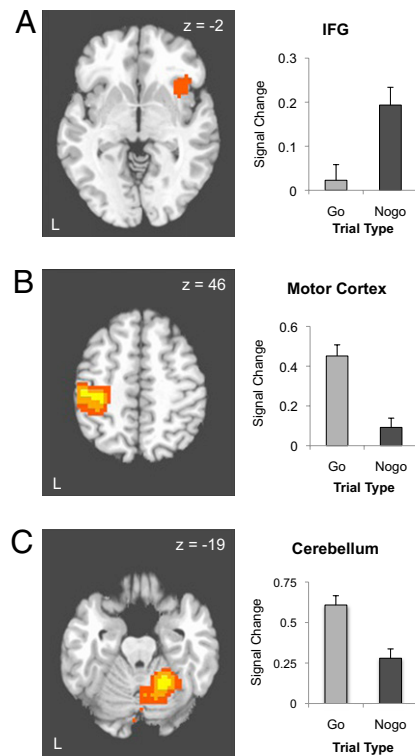 A
z = -2
L
IFG
Signal Change
0.3
0.2
0.1
0
Go Nogo
Trial Type
B
z = 46
L
Motor Cortex
Signal Change
0.6
0.4
0.2
0
Go Nogo
Trial Type
C
z = -19
L
Cerebellum
Signal Change
0.75
0.5
0.25
0
Go Nogo
Trial Type